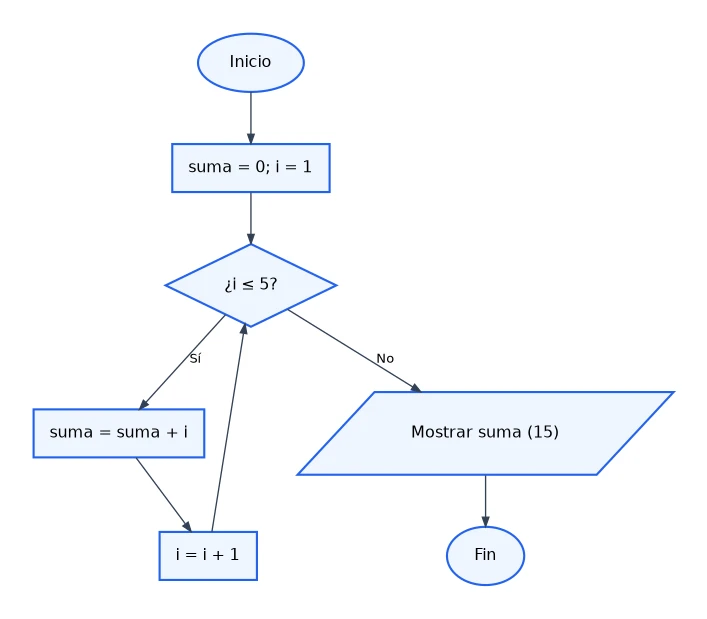 Inicio
suma = 0; i = 1
¿i ≤ 5?
Sí
No
suma = suma + i
Mostrar suma (15)
i = i + 1
Fin